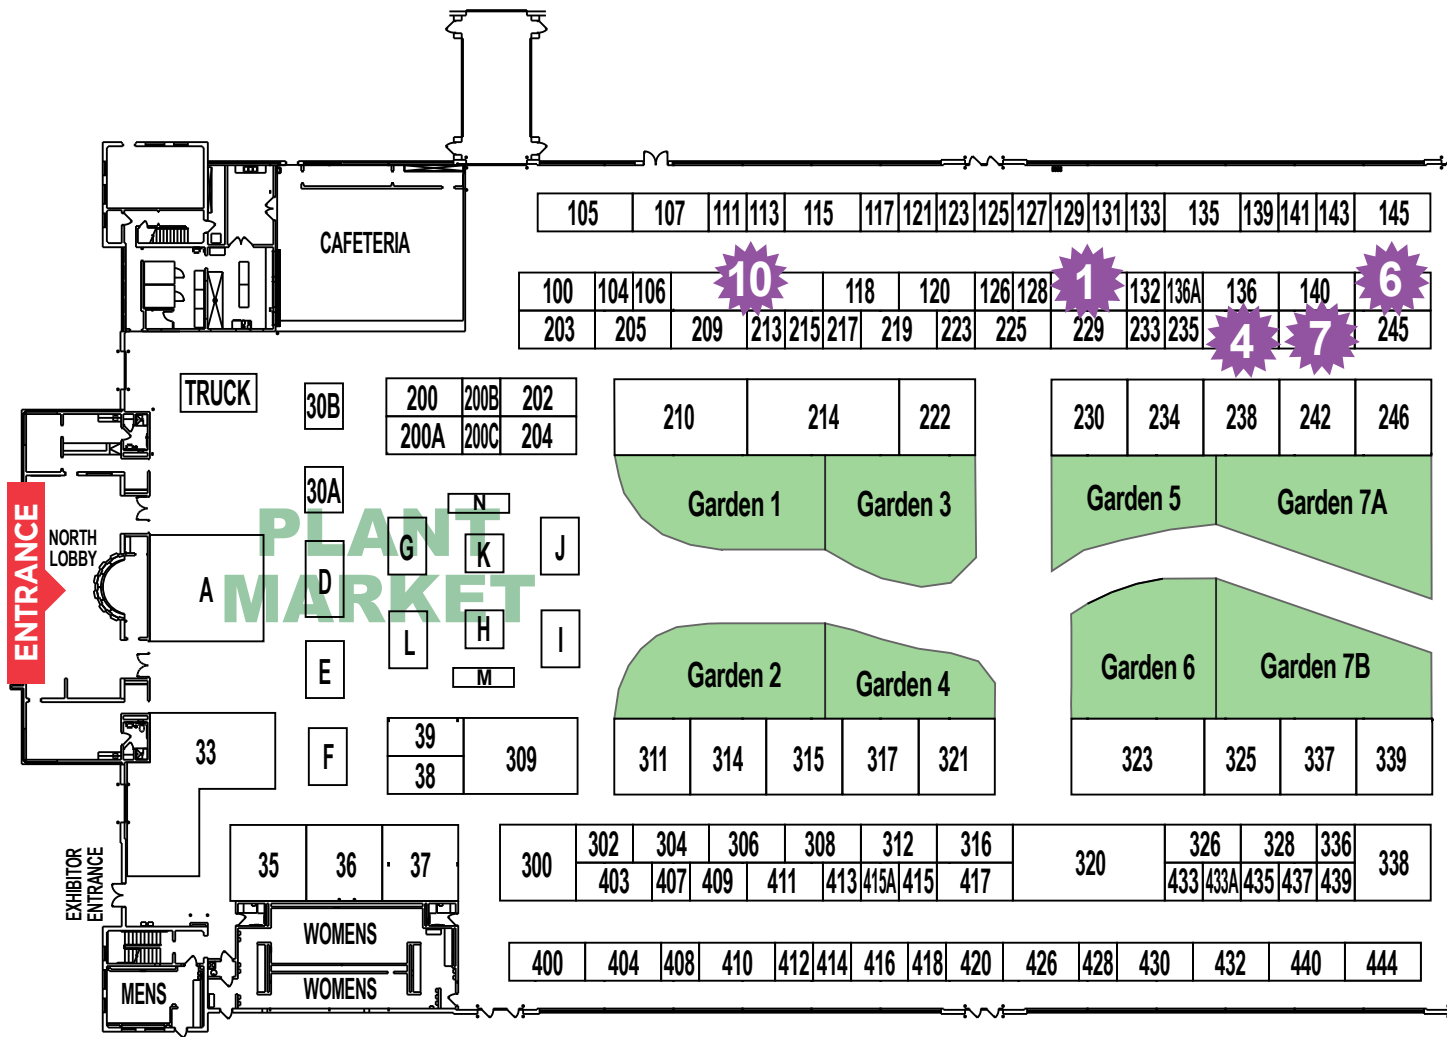 CAFETERIA
105 107 111 113 115 117 121 123 125 127 129 131 133 135 139 141 143 145
100 104 106 10 118 120 126 128 1 132 136A 136 140 6
203 205 209 213 215 217 219 223 225 229 233 235 4 7 245
TRUCK
30B
200 200B 202
200A 200C 204
210 214 222
230 234 238 242 246
30A
N
Garden 1 Garden 3
Garden 5 Garden 7A
ENTRANCE
NORTH
LOBBY
PLANT
MARKET
A
D
G
K
J
L
H
I
E
M
Garden 2 Garden 4
Garden 6 Garden 7B
33
F
39
38
309
311 314 315 317 321
323 325 337 339
EXHIBITOR
ENTRANCE
35 36 37
300
302 304 306 308 312 316
320
326 328 336
338
403 407 409 411 413 415A 415 417
433 433A 435 437 439
WOMENS
WOMENS
MENS
400 404 408 410 412 414 416 418 420 426 428 430 432 440 444